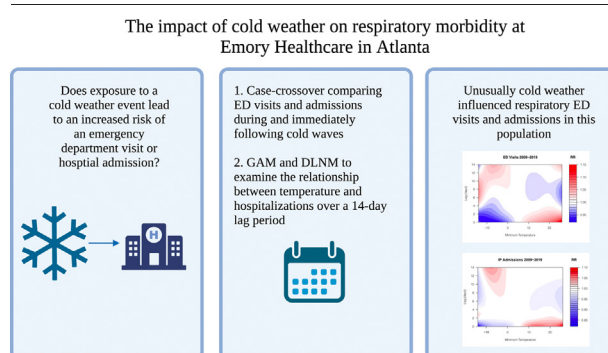 The impact of cold weather on respiratory morbidity at
Emory Healthcare in Atlanta
Does exposure to a
cold weather event lead
to an increased risk of
an emergency
department visit or
hosptial admission?
H
1. Case-crossover comparing
ED visits and admissions
during and immediately
following cold waves
2. GAM and DLNM to
examine the relationship
between temperature and
hospitalizations over a 14-day
lag period
Unusually cold weather
influenced respiratory ED
visits and admissions in this
population
ED Visits 2009-2019
RR
Minimum Temperature
IP Admissions 2009-2019
RR
Minimum Temperature